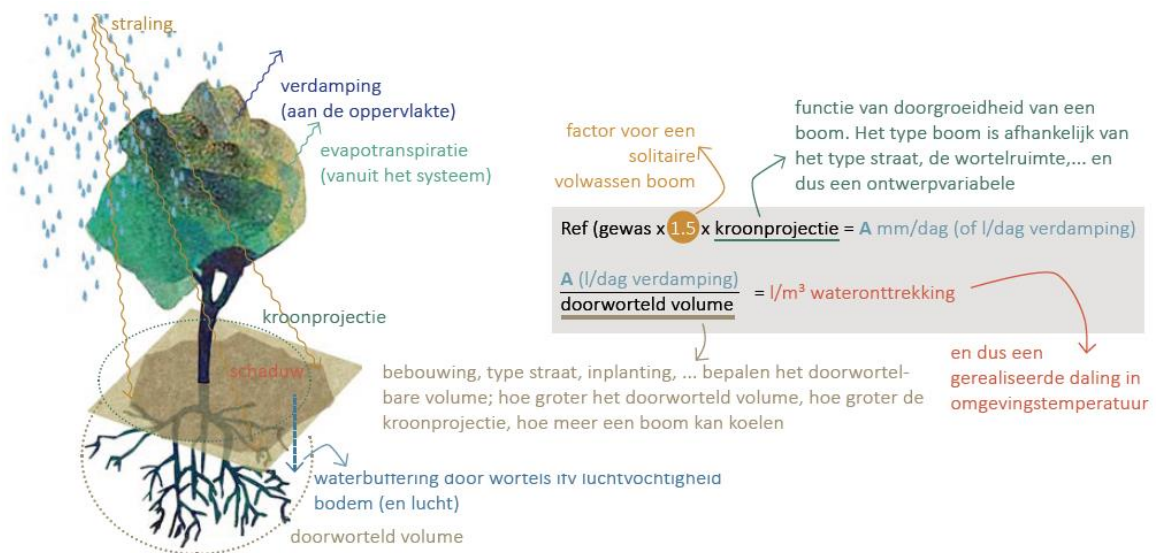 straling
verdamping
(aan de oppervlakte)
evapotranspiratie
(vanuit het systeem)
kroonprojectie
schaduw
waterbuffering door wortels ifv luchtvochtigheid
bodem (en lucht)
doorworteld volume
factor voor een
solitaire
volwassen boom
functie van doorgroeidheid van een
boom. Het type boom is afhankelijk van
het type straat, de wortelruimte,... en
dus een ontwerpvariabele
Ref (gewas x 1.5 x kroonprojectie = A mm/dag (of l/dag verdamping)
A (l/dag verdamping)
doorworteld volume
= l/m³ wateronttrekking
bebouwing, type straat, inplanting, ... bepalen het doorwortel-
bare volume; hoe groter het doorworteld volume, hoe groter de
kroonprojectie, hoe meer een boom kan koelen
en dus een
gerealiseerde daling in
omgevingstemperatuur